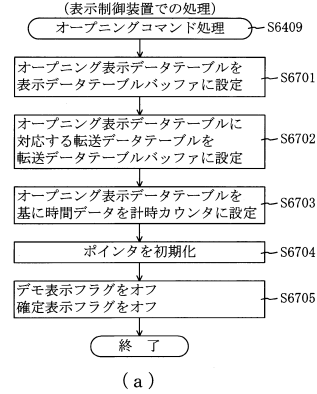 (表示制御装置での処理)
オープニングコマンド処理 S6409
オープニング表示データテーブルを S6701
表示データテーブルバッファに設定
オープニング表示データテーブルに
対応する転送データテーブルを S6702
転送データテーブルバッファに設定
オープニング表示データテーブルを S6703
基に時間データを計時カウンタに設定
ポインタを初期化 S6704
デモ表示フラグをオフ S6705
確定表示フラグをオフ
終 了
(a)